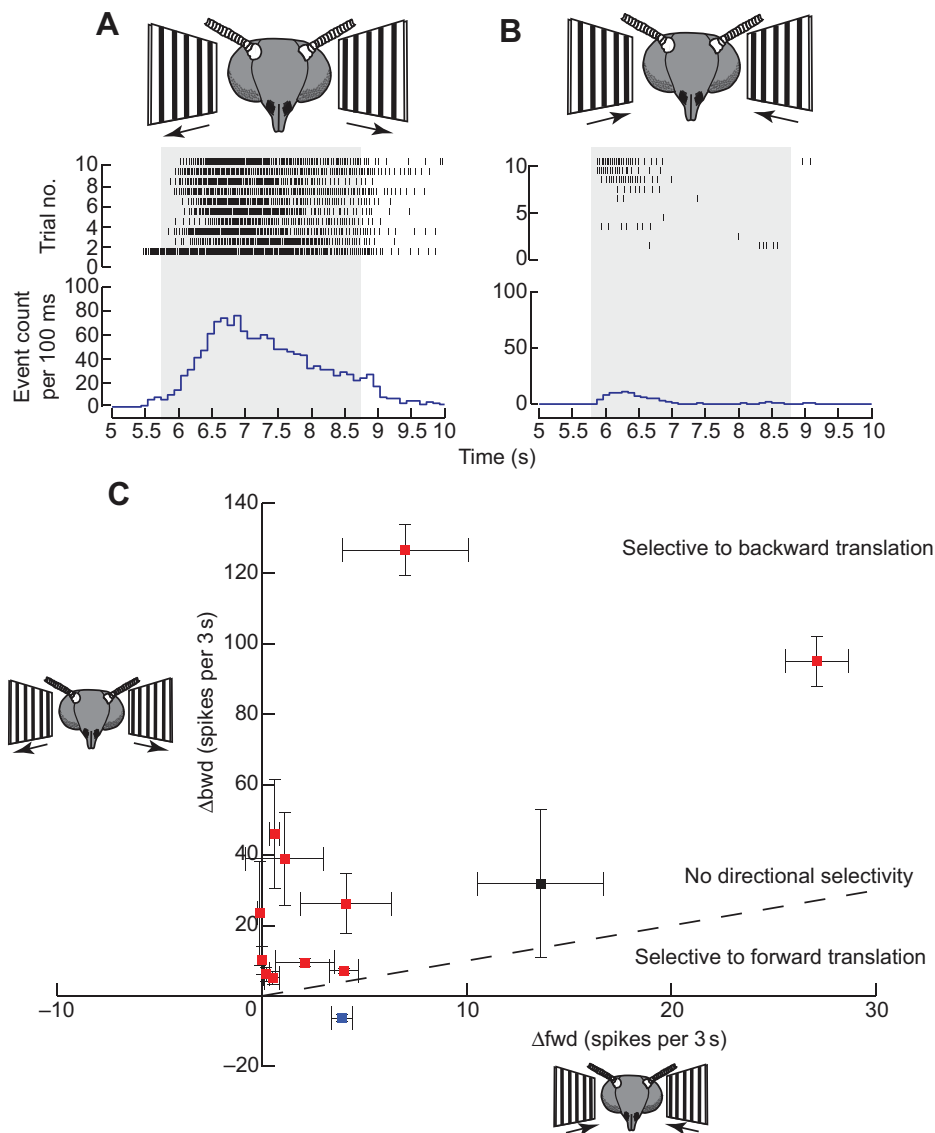 A
B
10
8
6
4
2
0
Trial no.
10
5
0
100
80
60
40
20
0
Event count
per 100 ms
100
50
0
5 5.5 6 6.5 7 7.5 8 8.5 9 9.5 10
5 5.5 6 6.5 7 7.5 8 8.5 9 9.5 10
Time (s)
C
140
120
100
80
60
40
20
0
–20
Δbwd (spikes per 3 s)
Selective to backward translation
No directional selectivity
Selective to forward translation
–10
10
20
30
Δfwd (spikes per 3 s)